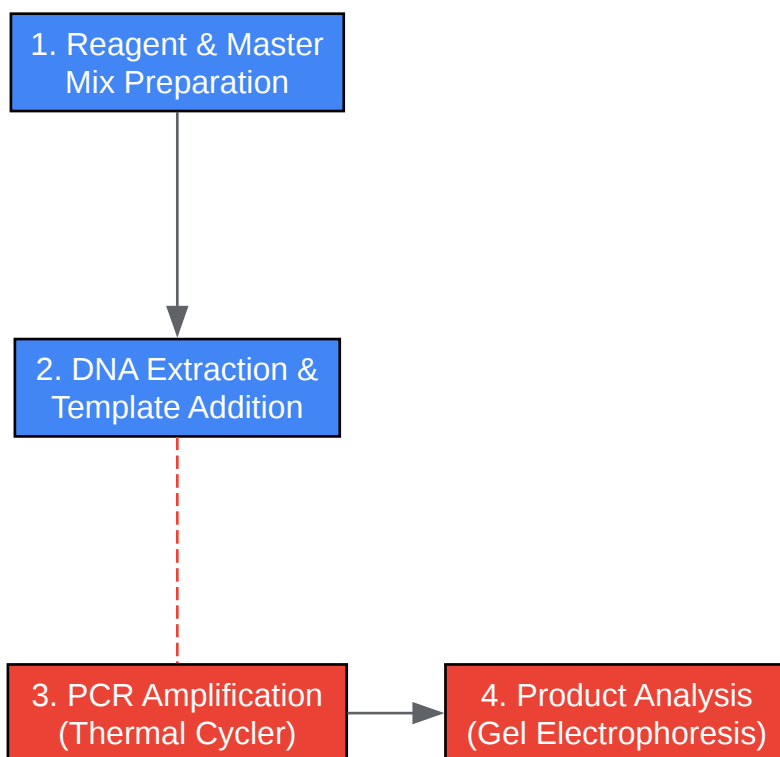 1. Reagent & Master
Mix Preparation
2. DNA Extraction &
Template Addition
3. PCR Amplification
(Thermal Cycler)
4. Product Analysis
(Gel Electrophoresis)